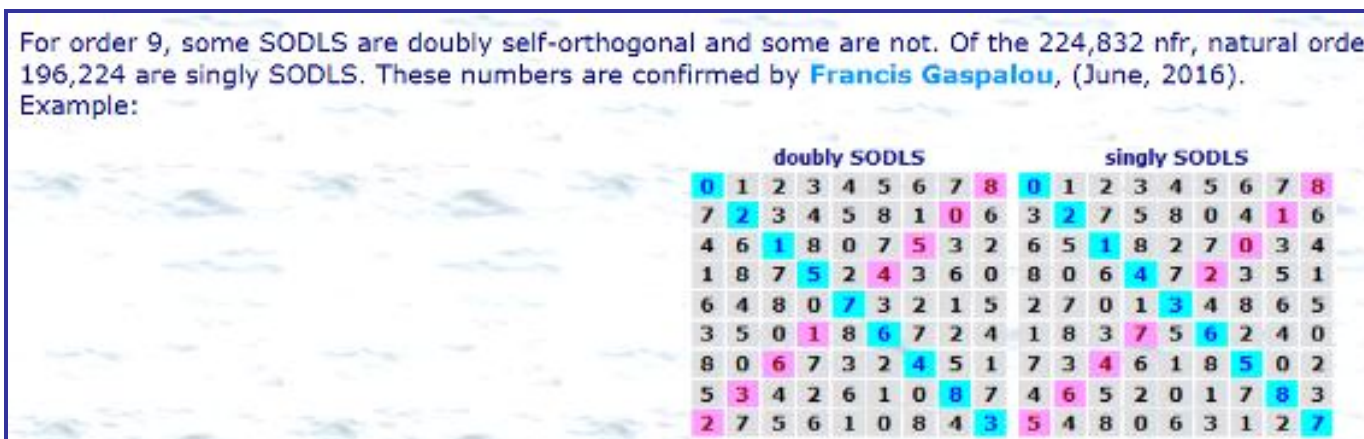 For order 9, some SODLS are doubly self-orthogonal and some are not. Of the 224,832 nfr, natural orde
196,224 are singly SODLS. These numbers are confirmed by Francis Gaspalou, (June, 2016).
Example:
doubly SODLS singly SODLS
0 1 2 3 4 5 6 7 8 0 1 2 3 4 5 6 7 8
7 2 3 4 5 8 1 0 6 3 2 7 5 8 0 4 1 6
4 6 1 8 0 7 5 3 2 6 5 1 8 2 7 0 3 4
1 8 7 5 2 4 3 6 0 8 0 6 4 7 2 3 5 1
6 4 8 0 7 3 2 1 5 2 7 0 1 3 4 8 6 5
3 5 0 1 8 6 7 2 4 1 8 3 7 5 6 2 4 0
8 0 6 7 3 2 4 5 1 7 3 4 6 1 8 5 0 2
5 3 4 2 6 1 0 8 7 4 6 5 2 0 1 7 8 3
2 7 5 6 1 0 8 4 3 5 4 8 0 6 3 1 2 7